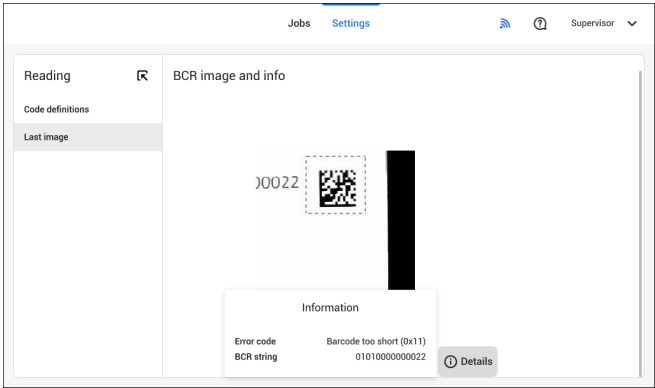 Jobs Settings Supervisor
Reading
BCR image and info
Code definitions
Last image
00022
Information
Error code Barcode too short (0x11)
BCR string 01010000000022
Details